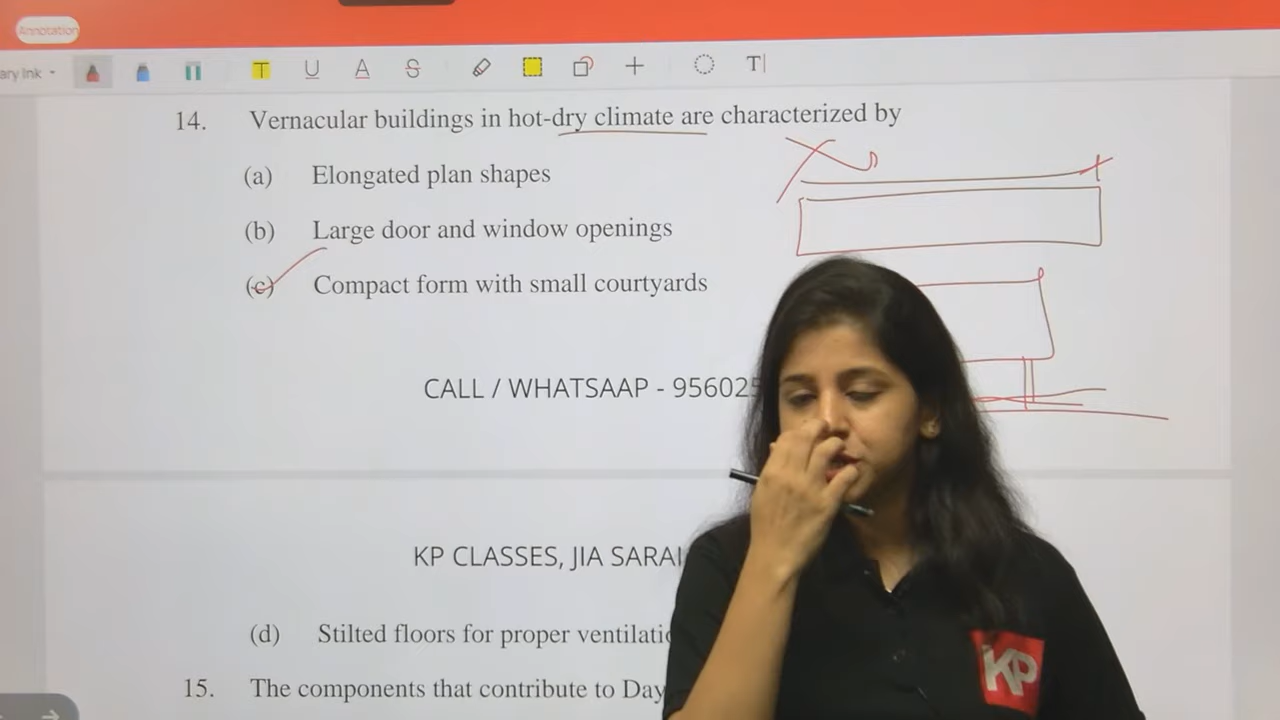 Annotation
ary Ink
T U A S T
14. Vernacular buildings in hot-dry climate are characterized by
(a) Elongated plan shapes
(b) Large door and window openings
(c) Compact form with small courtyards
CALL / WHATSAAP - 95602
KP CLASSES, JIA SARAI
(d) Stilted floors for proper
15. The components that contribute to Day
KP